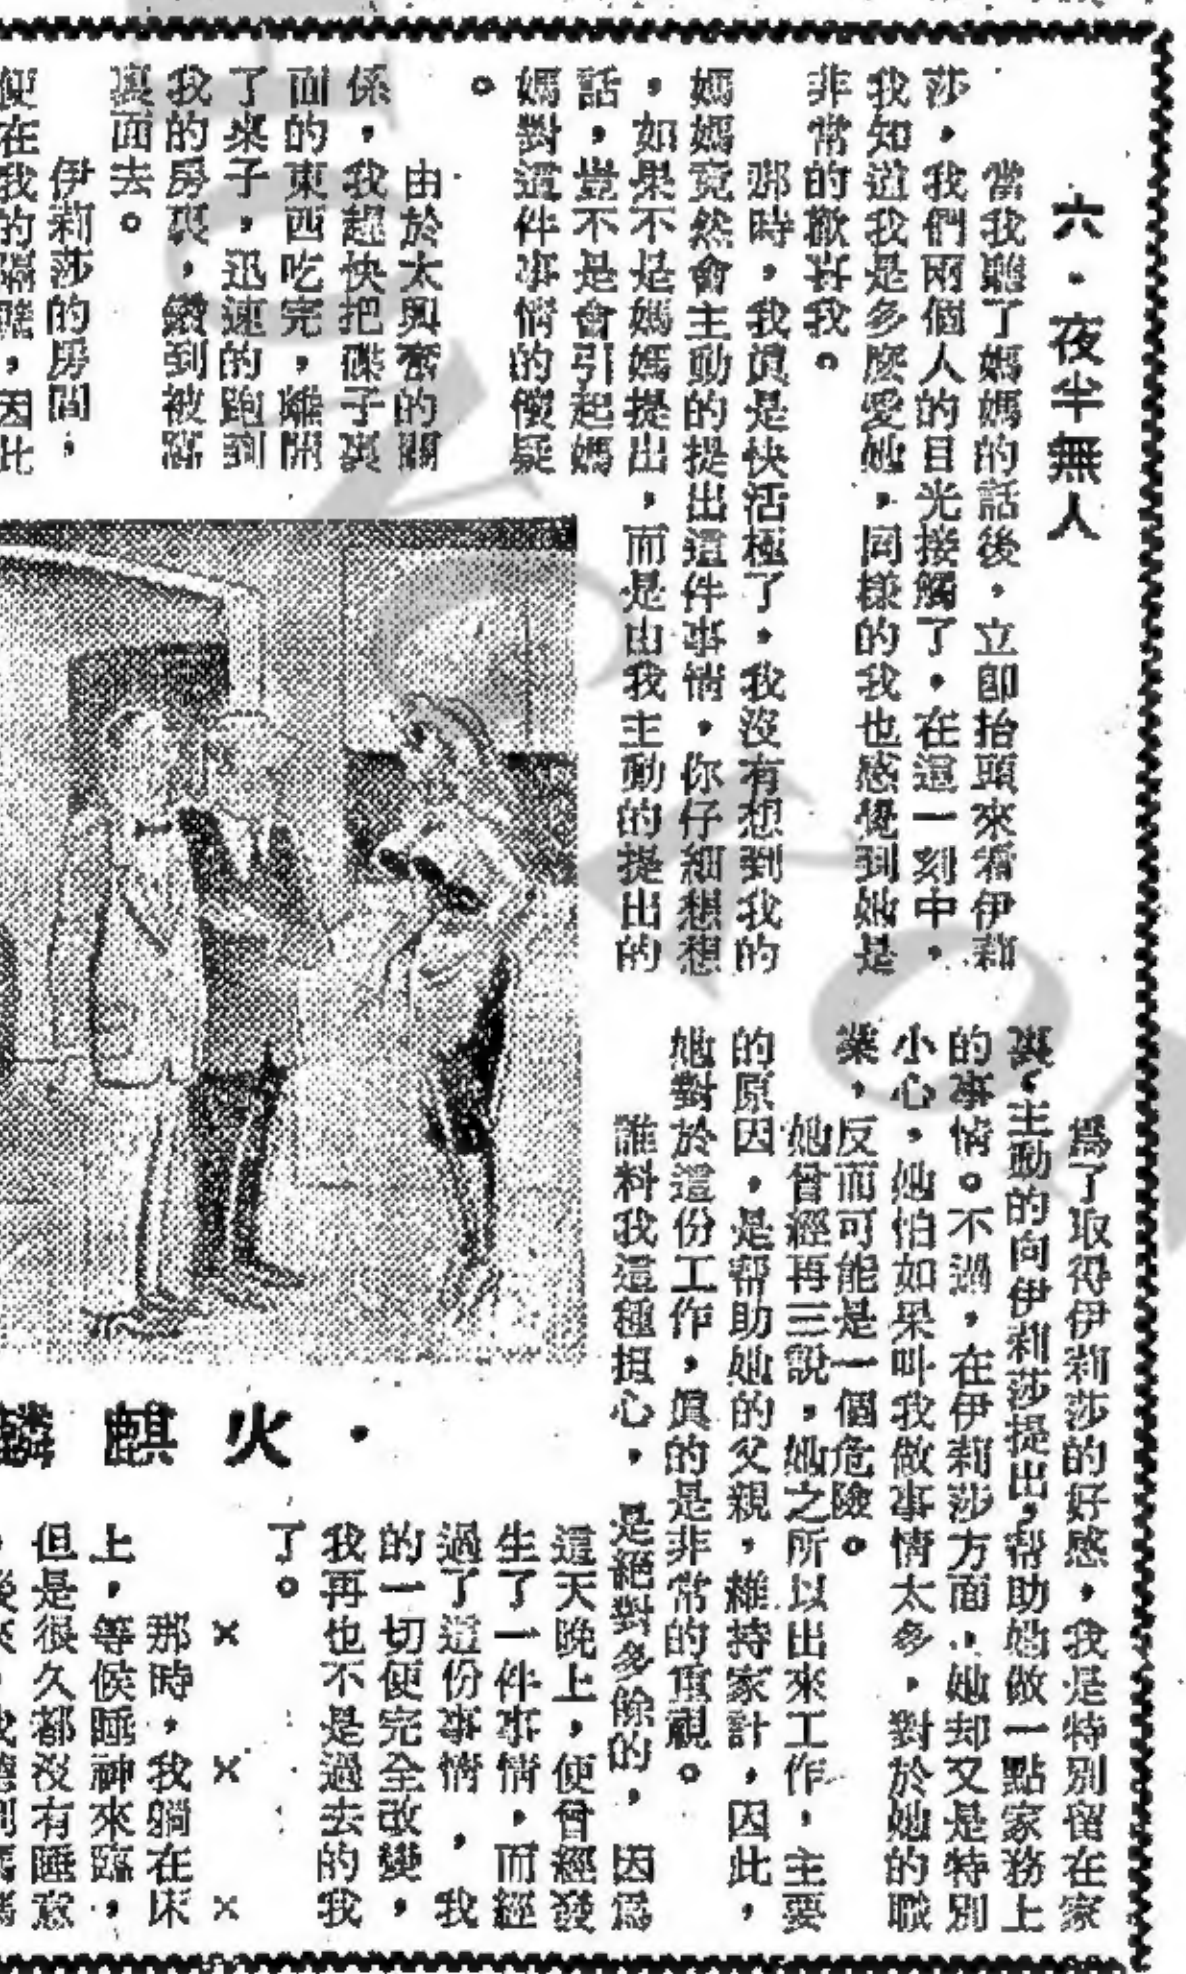 六·夜半無人
當我聽了媽媽的話後，立卽抬頭來看伊莉
莎，我們兩個人的目光接觸了，在這一刻中，
我知道我是多麼愛她，同樣的我也感覺到她是
非常的歡喜我。
那時，我眞是快活極了，我沒有想到我的
媽媽竟然會主動的提出這件事情，你仔細想想
，如果不是媽媽提出，而是由我主動的提出的
話，豈不是會引起媽
媽對這件事情的懷疑
。
由於太興奮的關
係，我趕快把碟子裏
面的東西吃完，離開
了桌子，迅速的跑到
我的房裏，鑽到被窩
裏面去。
伊莉莎的房間，
便在我的隔鄰，因此
爲了取得伊莉莎的好感，我是特別留在家
裏，主動的向伊莉莎提出，幫助她做一點家務上
的事情。不過，在伊莉莎方面，她却又是特別
小心，她怕如果叫我做事情太多，對於她的職
業，反而可能是一個危險。
她曾經再三說，她之所以出來工作，主要
的原因，是幫助她的父親，維持家計，因此，
她對於這份工作，眞的是非常的重視。
誰料我這種担心，是絕對多餘的，因爲
這天晚上，便曾經發
生了一件事情，而經
過了這份事情，我
的一切便完全改變，
我再也不是過去的我
了。
× × ×
那時，我躺在床
上，等候睡神來臨，
但是很久都沒有睡意
·火麒麟